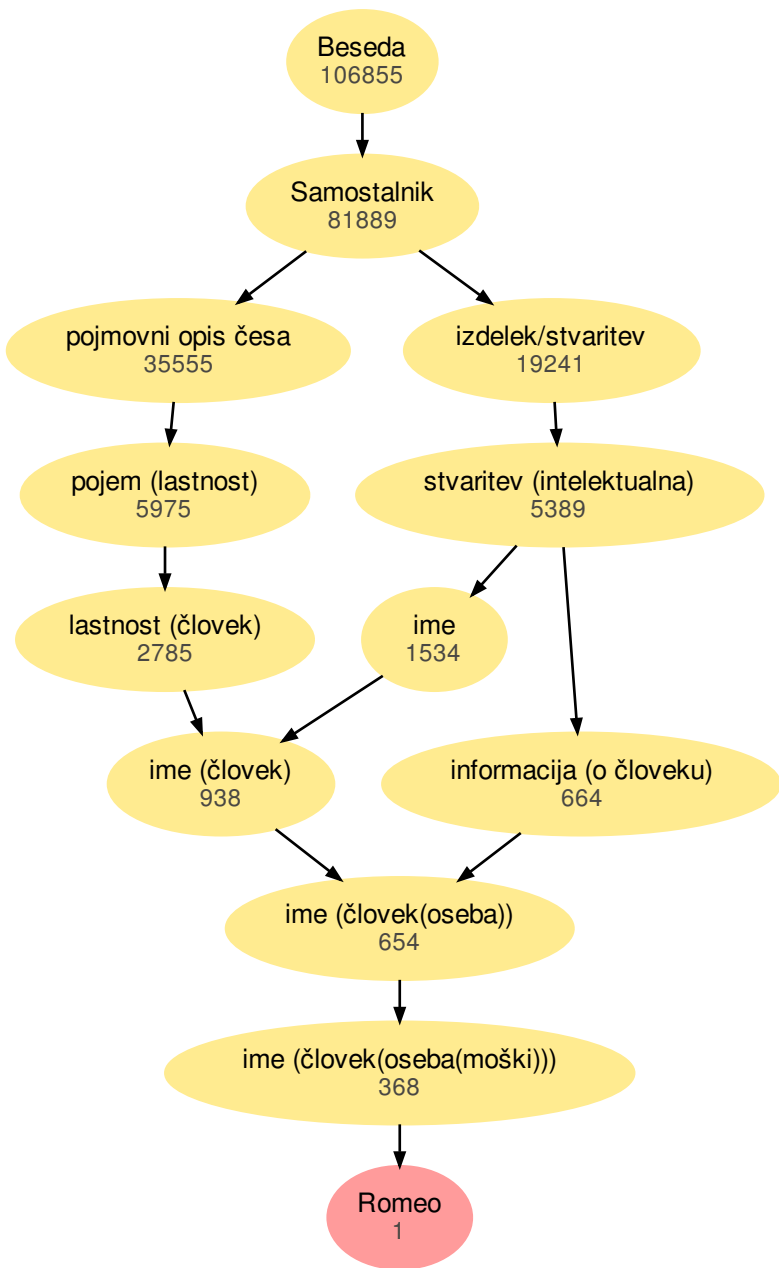 Beseda
106855
Samostalnik
81889
pojmovni opis česa
35555
izdelek/stvaritev
19241
pojem (lastnost)
5975
stvaritev (intelektualna)
5389
lastnost (človek)
2785
ime
1534
ime (človek)
938
informacija (o človeku)
664
ime (človek(oseba))
654
ime (človek(oseba(moški)))
368
Romeo
1